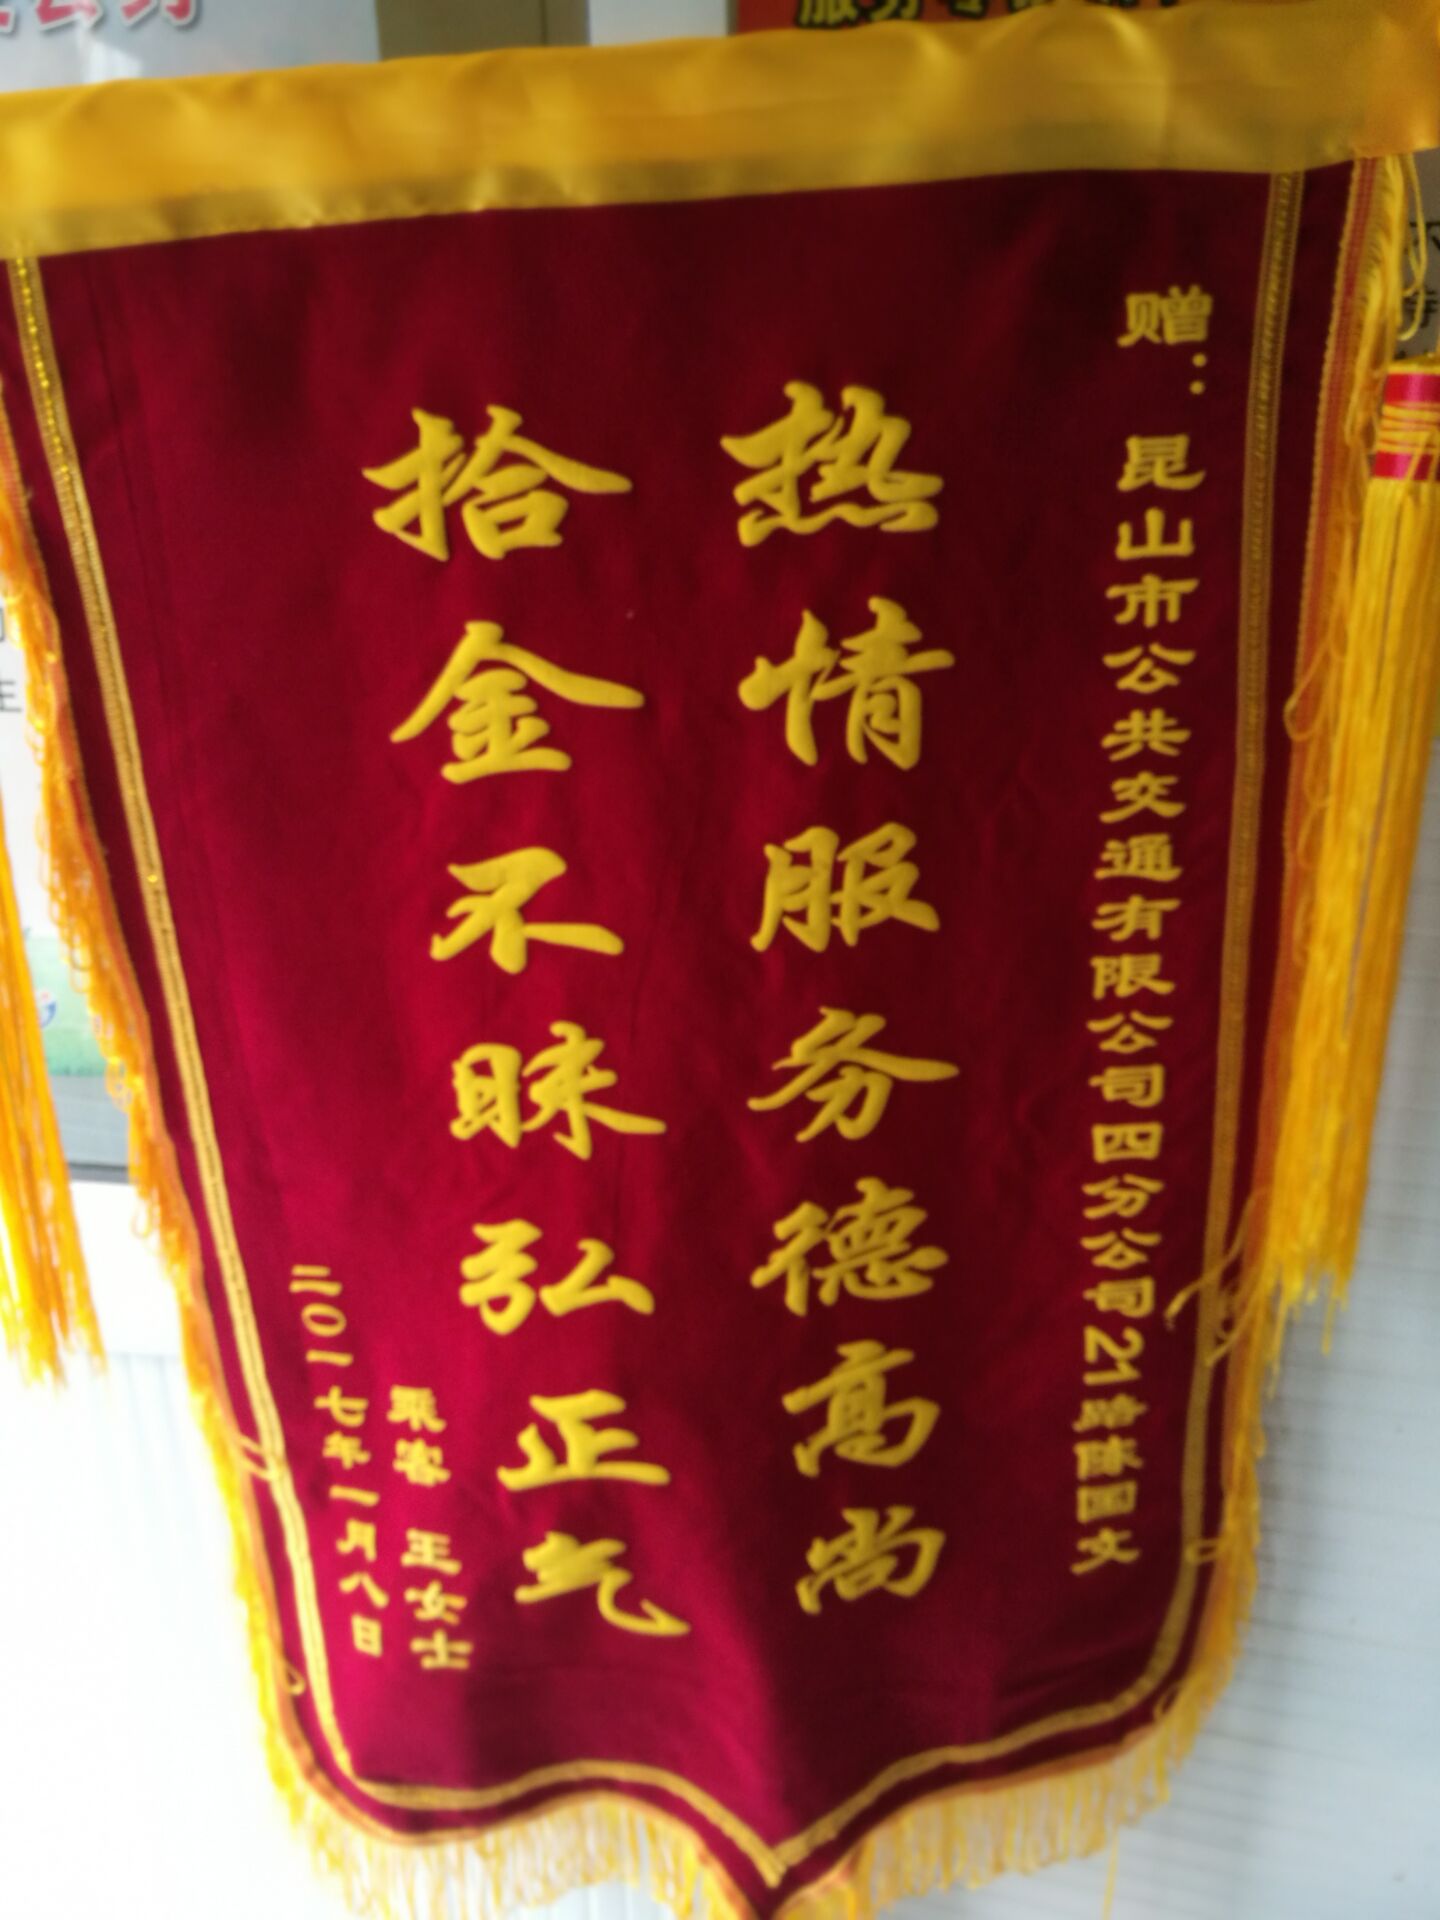 赠：昆山市公共交通有限公司四分公司21路陈国文
热情服务德高尚
拾金不昧弘正气
乘客 王女士
二〇一七年一月八日